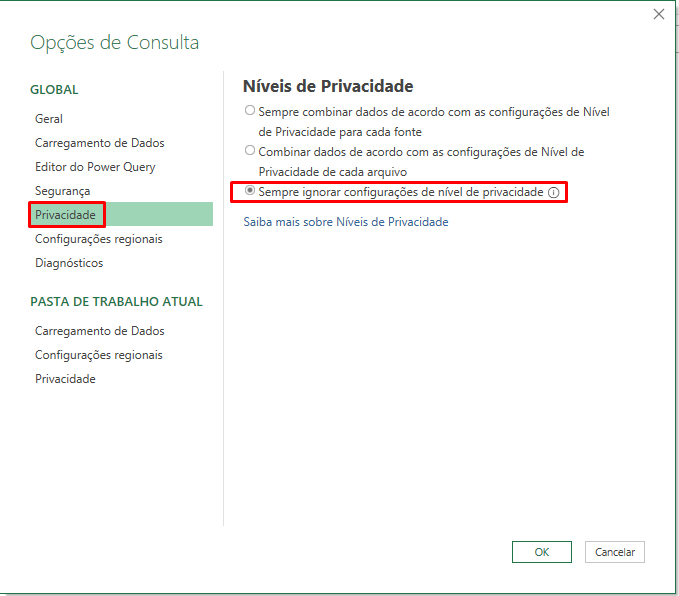 Opções de Consulta
GLOBAL
Geral
Carregamento de Dados
Editor do Power Query
Segurança
Privacidade
Configurações regionais
Diagnósticos
PASTA DE TRABALHO ATUAL
Carregamento de Dados
Configurações regionais
Privacidade
Níveis de Privacidade
Sempre combinar dados de acordo com as configurações de Nível
de Privacidade para cada fonte
Combinar dados de acordo com as configurações de Nível de
Privacidade de cada arquivo
Sempre ignorar configurações de nível de privacidade
Saiba mais sobre Níveis de Privacidade
OK
Cancelar